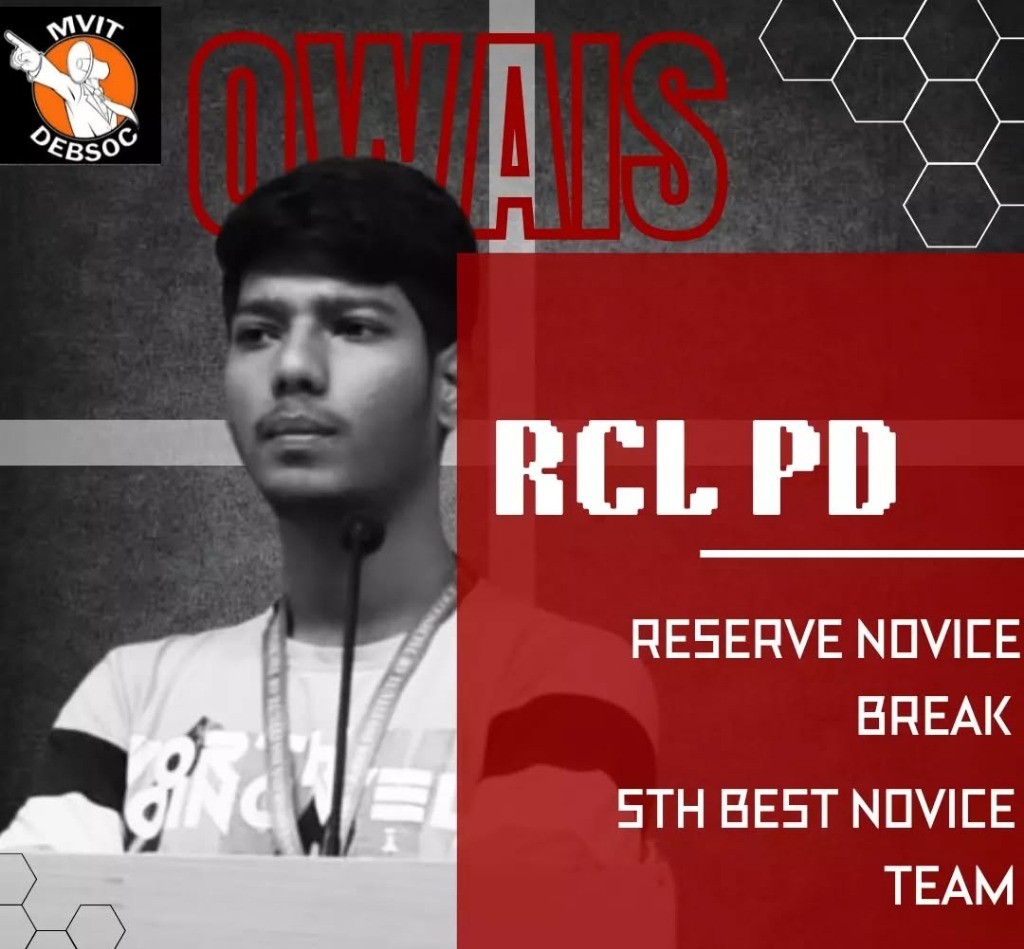 MVIT
DEBSOC
OWAIS
RCL PD
RESERVE NOVICE
BREAK
5TH BEST NOVICE
TEAM